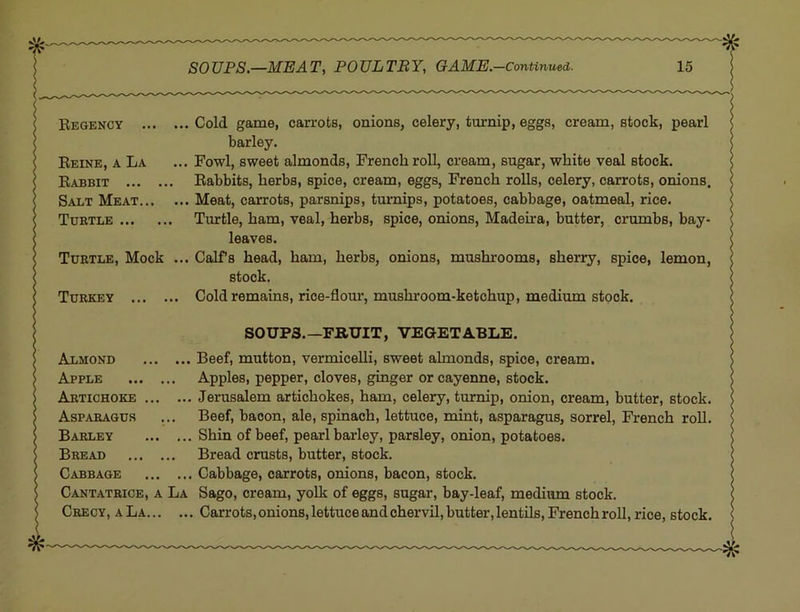 SOUPS.—MEAT, POULTRY, GAME.—Continued. 15
REGENCY ... ... Cold game, carrots, onions, celery, turnip, eggs, cream, stock, pearl
barley.
REINE, A LA ... Fowl, sweet almonds, French roll, cream, sugar, white veal stock.
RABBIT ... ... Rabbits, herbs, spice, cream, eggs, French rolls, celery, carrots, onions.
SALT MEAT... ... Meat, carrots, parsnips, turnips, potatoes, cabbage, oatmeal, rice.
TURTLE ... ... Turtle, ham, veal, herbs, spice, onions, Madeira, butter, crumbs, bay-
leaves.
TURTLE, Mock ... Calf's head, ham, herbs, onions, mushrooms, sherry, spice, lemon,
stock.
TURKEY ... ... Cold remains, rice-flour, mushroom-ketchup, medium stock.
SOUPS.—FRUIT, VEGETABLE.
ALMOND ... ... Beef, mutton, vermicelli, sweet almonds, spice, cream.
APPLE ... ... Apples, pepper, cloves, ginger or cayenne, stock.
ARTICHOKE ... ... Jerusalem artichokes, ham, celery, turnip, onion, cream, butter, stock.
ASPARAGUS ... Beef, bacon, ale, spinach, lettuce, mint, asparagus, sorrel, French roll.
BARLEY ... ... Shin of beef, pearl barley, parsley, onion, potatoes.
BREAD ... ... Bread crusts, butter, stock.
CABBAGE ... ... Cabbage, carrots, onions, bacon, stock.
CANTATRICE, A LA Sago, cream, yolk of eggs, sugar, bay-leaf, medium stock.
CRECY, A LA... ... Carrots, onions, lettuce and chervil, butter, lentils, French roll, rice, stock.